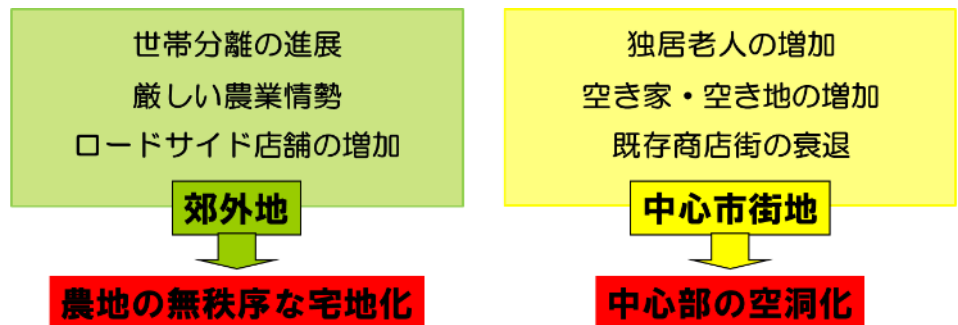 世帯分離の進展
厳しい農業情勢
ロードサイド店舗の増加
郊外地
農地の無秩序な宅地化
独居老人の増加
空き家・空き地の増加
既存商店街の衰退
中心市街地
中心部の空洞化